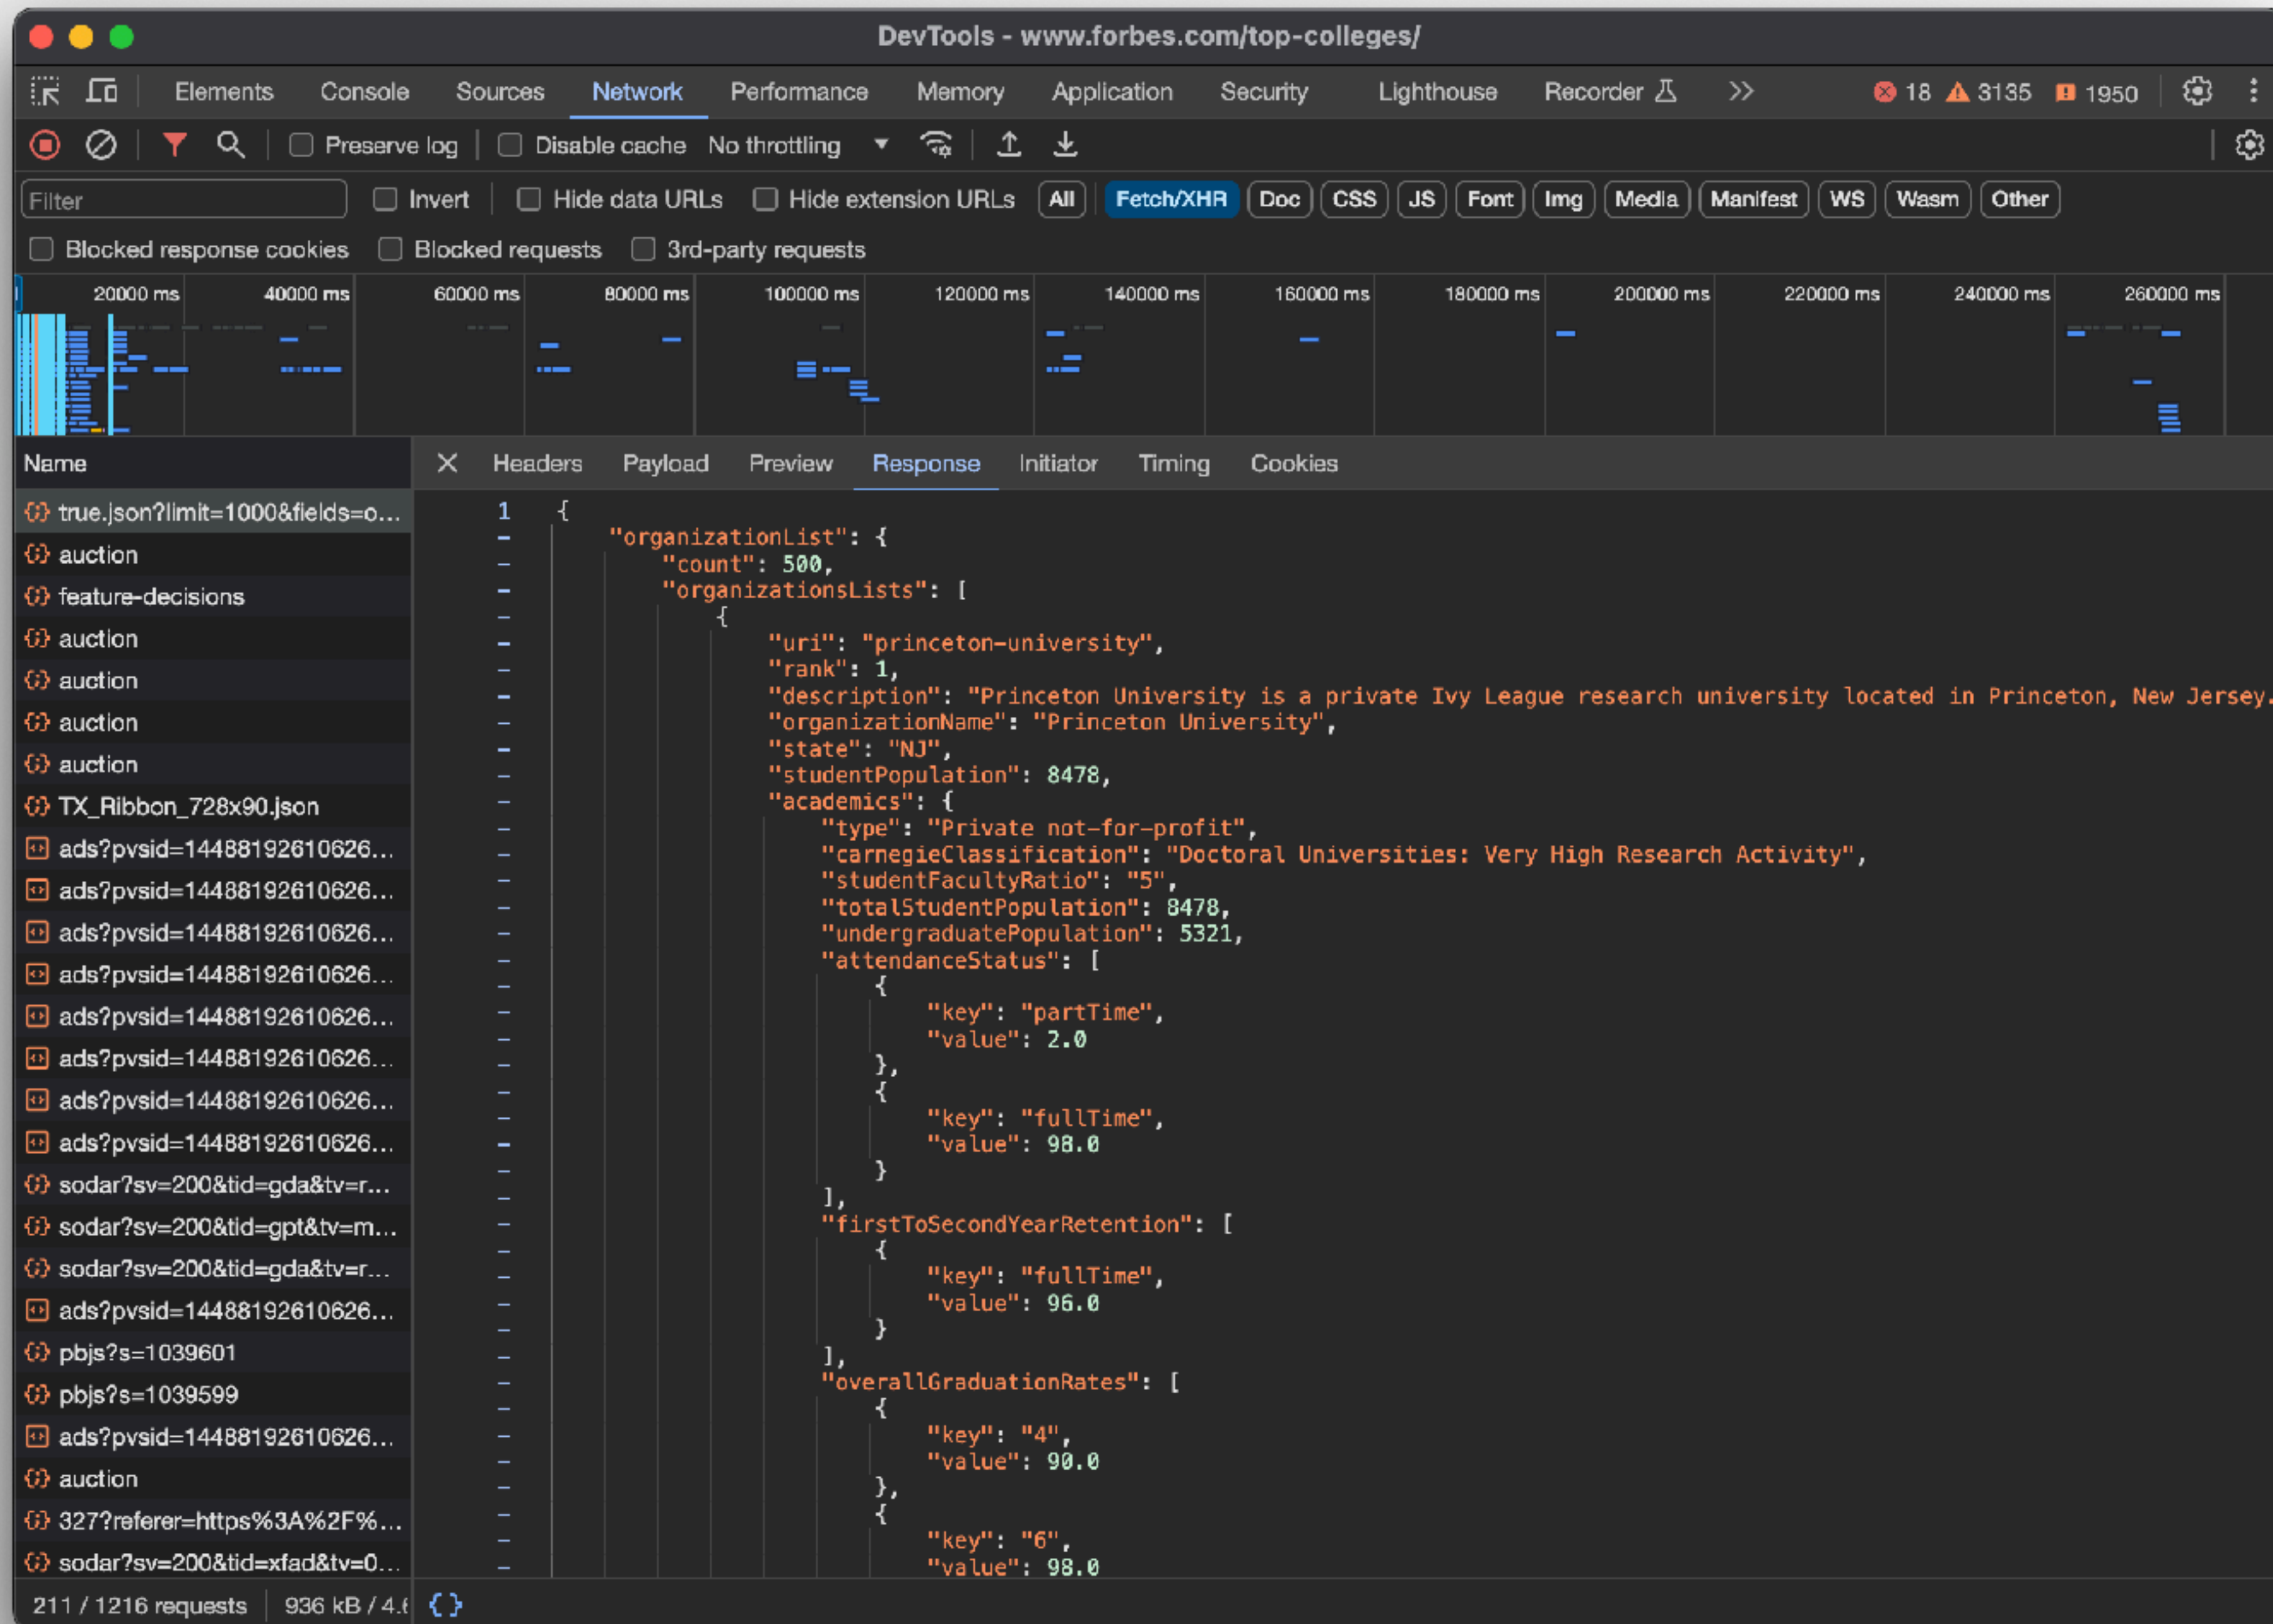 DevTools - www.forbes.com/top-colleges/
Elements Console Sources Network Performance Memory Application Security Lighthouse Recorder 18 3135 1950
Preserve log Disable cache No throttling
Filter Invert Hide data URLs Hide extension URLs All Fetch/XHR Doc CSS JS Font Img Media Manifest WS Wasm Other
Blocked response cookies Blocked requests 3rd-party requests
20000 ms 40000 ms 60000 ms 80000 ms 100000 ms 120000 ms 140000 ms 160000 ms 180000 ms 200000 ms 220000 ms 240000 ms 260000 ms
Name
true.json?limit=1000&fields=o...
auction
feature-decisions
auction
auction
auction
auction
TX_Ribbon_728x90.json
ads?pvsid=14488192610626...
ads?pvsid=14488192610626...
ads?pvsid=14488192610626...
ads?pvsid=14488192610626...
ads?pvsid=14488192610626...
ads?pvsid=14488192610626...
ads?pvsid=14488192610626...
ads?pvsid=14488192610626...
sodar?sv=200&tid=gda&tv=r...
sodar?sv=200&tid=gpt&tv=m...
sodar?sv=200&tid=gda&tv=r...
ads?pvsid=14488192610626...
pbjs?s=1039601
pbjs?s=1039599
ads?pvsid=14488192610626...
auction
327?referer=https%3A%2F%...
sodar?sv=200&tid=xfad&tv=0...
211 / 1216 requests 936 kB / 4.6
Headers Payload Preview Response Initiator Timing Cookies
1 {
"organizationList": {
"count": 500,
"organizationsLists": [
{
"uri": "princeton-university",
"rank": 1,
"description": "Princeton University is a private Ivy League research university located in Princeton, New Jersey.
"organizationName": "Princeton University",
"state": "NJ",
"studentPopulation": 8478,
"academics": {
"type": "Private not-for-profit",
"carnegieClassification": "Doctoral Universities: Very High Research Activity",
"studentFacultyRatio": "5",
"totalStudentPopulation": 8478,
"undergraduatePopulation": 5321,
"attendanceStatus": [
{
"key": "partTime",
"value": 2.0
},
{
"key": "fullTime",
"value": 98.0
}
],
"firstToSecondYearRetention": [
{
"key": "fullTime",
"value": 96.0
}
],
"overallGraduationRates": [
{
"key": "4",
"value": 90.0
},
{
"key": "6",
"value": 98.0
{}